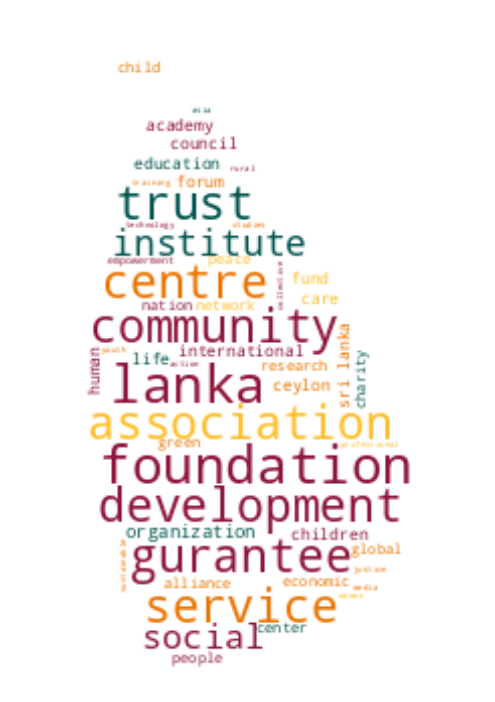 child
asia
academy
council
education rural
training forum
trust
technology studies
institute
empowerment peace
centre collective fund
care
nation network
community
human youth life action international
research
sri lanka charity
lanka ceylon
association
green professional
foundation
development
organization children
gurantee global
sustainable justice
alliance economic media
service women
social center
people